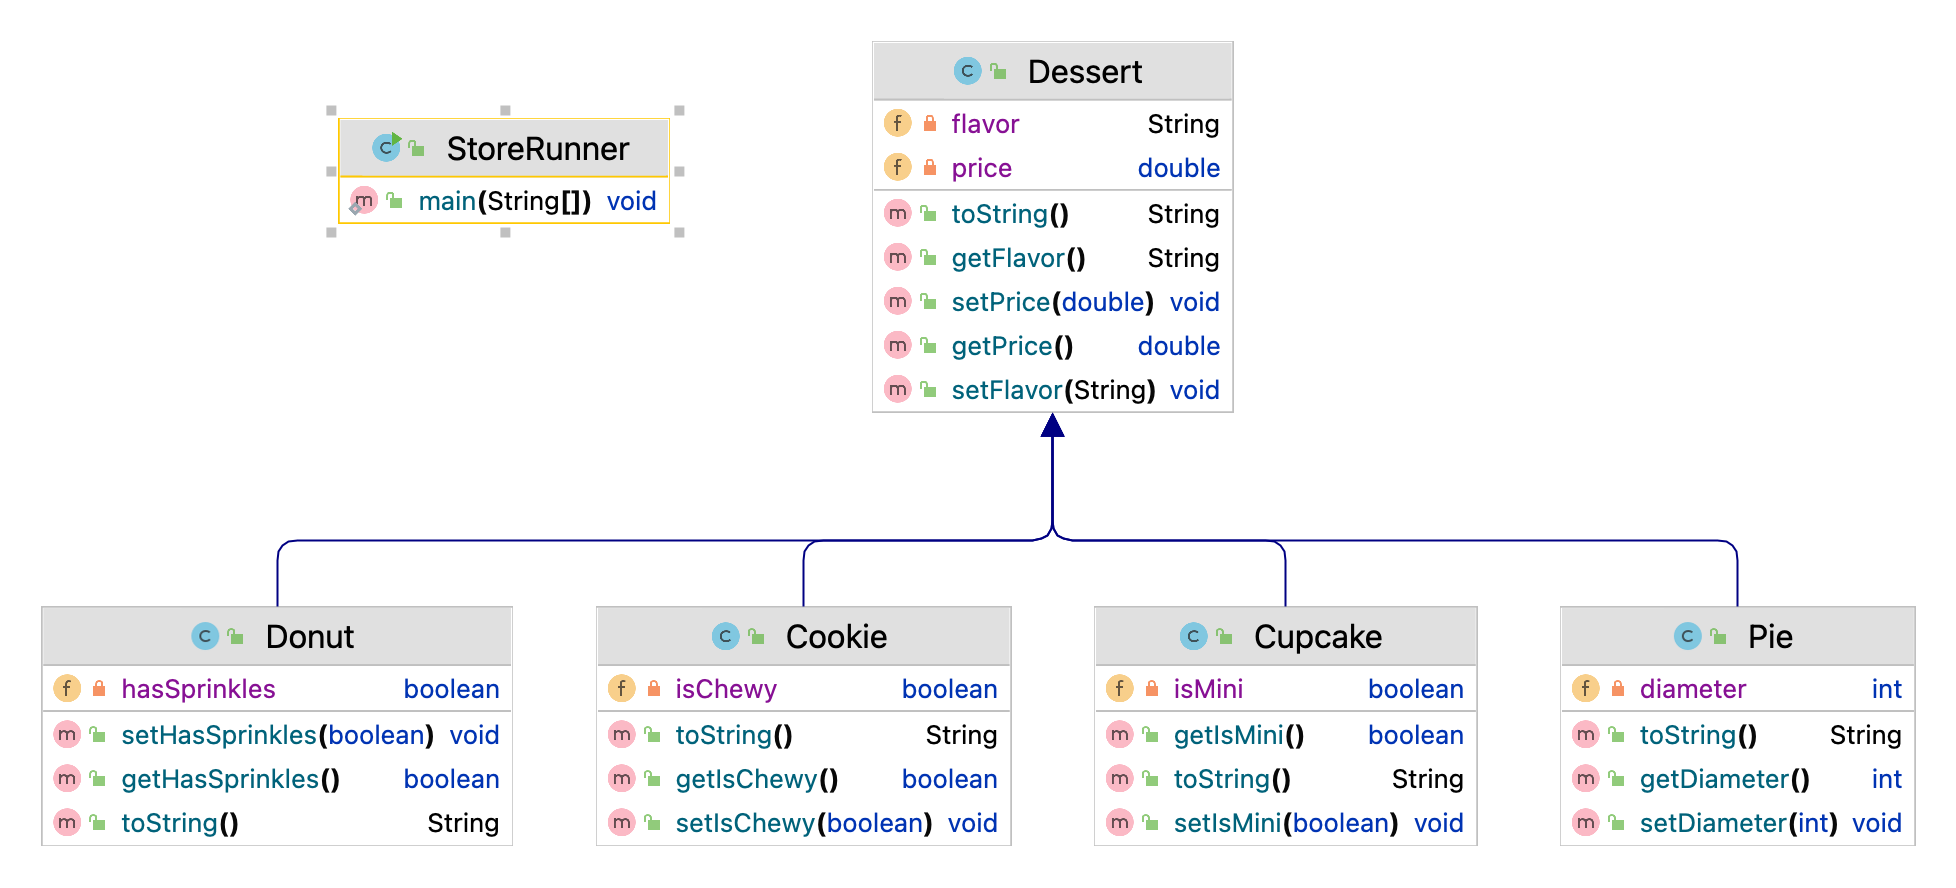 StoreRunner
main(String[]) void
Dessert
flavor String
price double
toString() String
getFlavor() String
setPrice(double) void
getPrice() double
setFlavor(String) void
Donut
hasSprinkles boolean
setHasSprinkles(boolean) void
getHasSprinkles() boolean
toString() String
Cookie
isChewy boolean
toString() String
getIsChewy() boolean
setIsChewy(boolean) void
Cupcake
isMini boolean
getIsMini() boolean
toString() String
setIsMini(boolean) void
Pie
diameter int
toString() String
getDiameter() int
setDiameter(int) void